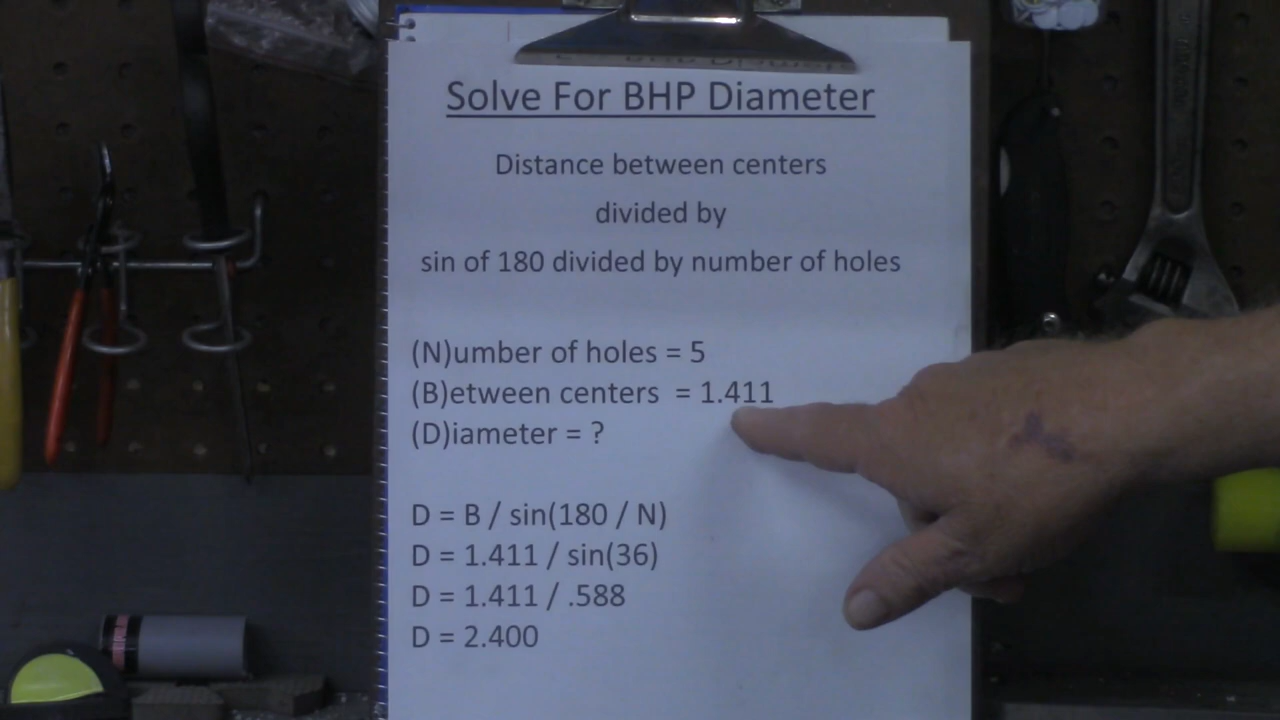 Solve For BHP Diameter
Distance between centers
divided by
sin of 180 divided by number of holes
(N)umber of holes = 5
(B)etween centers = 1.411
(D)iameter = ?
D = B / sin(180 / N)
D = 1.411 / sin(36)
D = 1.411 / .588
D = 2.400